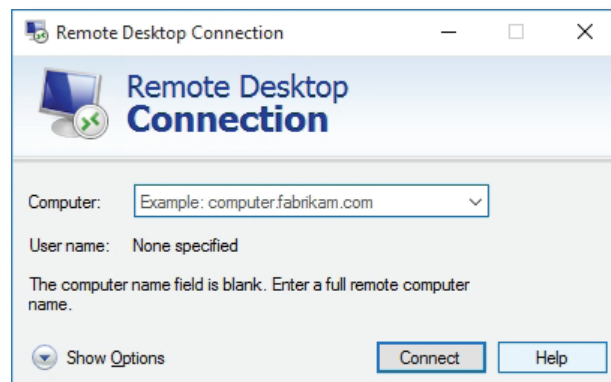 Remote Desktop Connection
Remote Desktop
Connection
Computer: Example: computer.fabrikam.com
User name: None specified
The computer name field is blank. Enter a full remote computer
name.
Show Options Connect Help